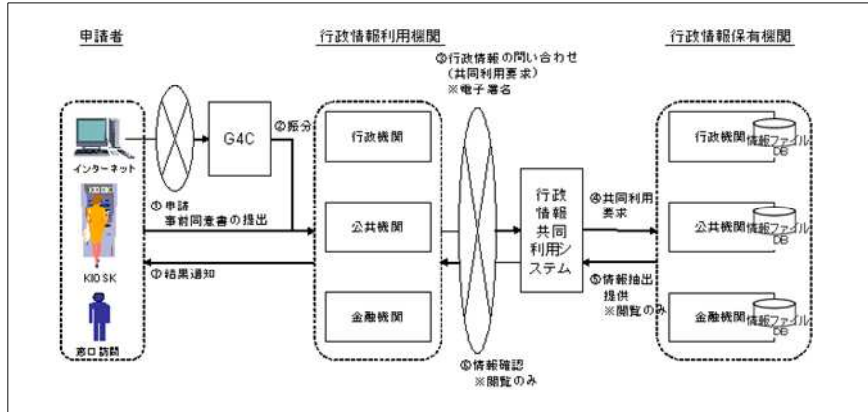 申請者
行政情報利用機関
行政情報保有機関
③行政情報の問い合わせ
(共同利用要求)
※電子署名
G4C
②振分
インターネット
①申請
事前同意書の提出
KIOSK
⑦結果通知
窓口訪問
行政機関
公共機関
金融機関
行政
情報
共同
利用シ
ステム
④共同利用
要求
⑤情報抽出
提供
※閲覧のみ
⑥情報確認
※閲覧のみ
行政機関
情報ファイル
DB
公共機関
情報ファイル
DB
金融機関
情報ファイル
DB